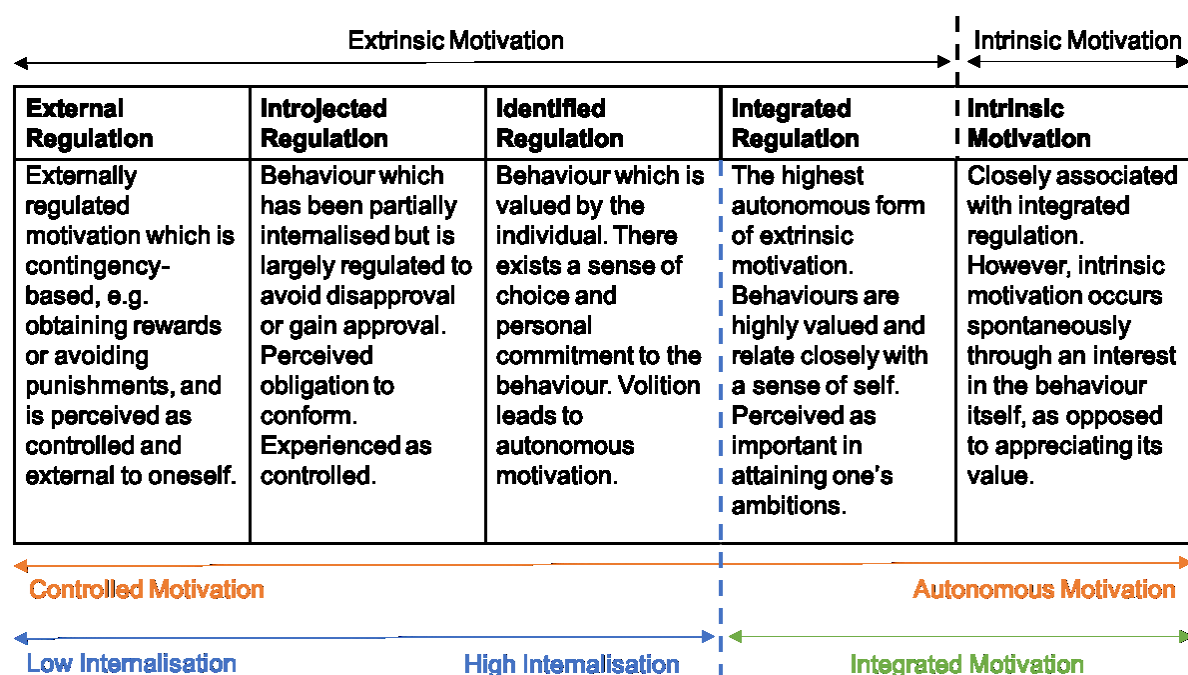 Extrinsic Motivation
Intrinsic Motivation
External
Regulation
Introjected
Regulation
Identified
Regulation
Integrated
Regulation
Intrinsic
Motivation
Externally
regulated
motivation which is
contingency-
based, e.g.
obtaining rewards
or avoiding
punishments, and
is perceived as
controlled and
external to oneself.
Behaviour which
has been partially
internalised but is
largely regulated to
avoid disapproval
or gain approval.
Perceived
obligation to
conform.
Experienced as
controlled.
Behaviour which is
valued by the
individual. There
exists a sense of
choice and
personal
commitment to the
behaviour. Volition
leads to
autonomous
motivation.
The highest
autonomous form
of extrinsic
motivation.
Behaviours are
highly valued and
relate closely with
a sense of self.
Perceived as
important in
attaining one's
ambitions.
Closely associated
with integrated
regulation.
However, intrinsic
motivation occurs
spontaneously
through an interest
in the behaviour
itself, as opposed
to appreciating its
value.
Controlled Motivation
Autonomous Motivation
Low Internalisation
High Internalisation
Integrated Motivation